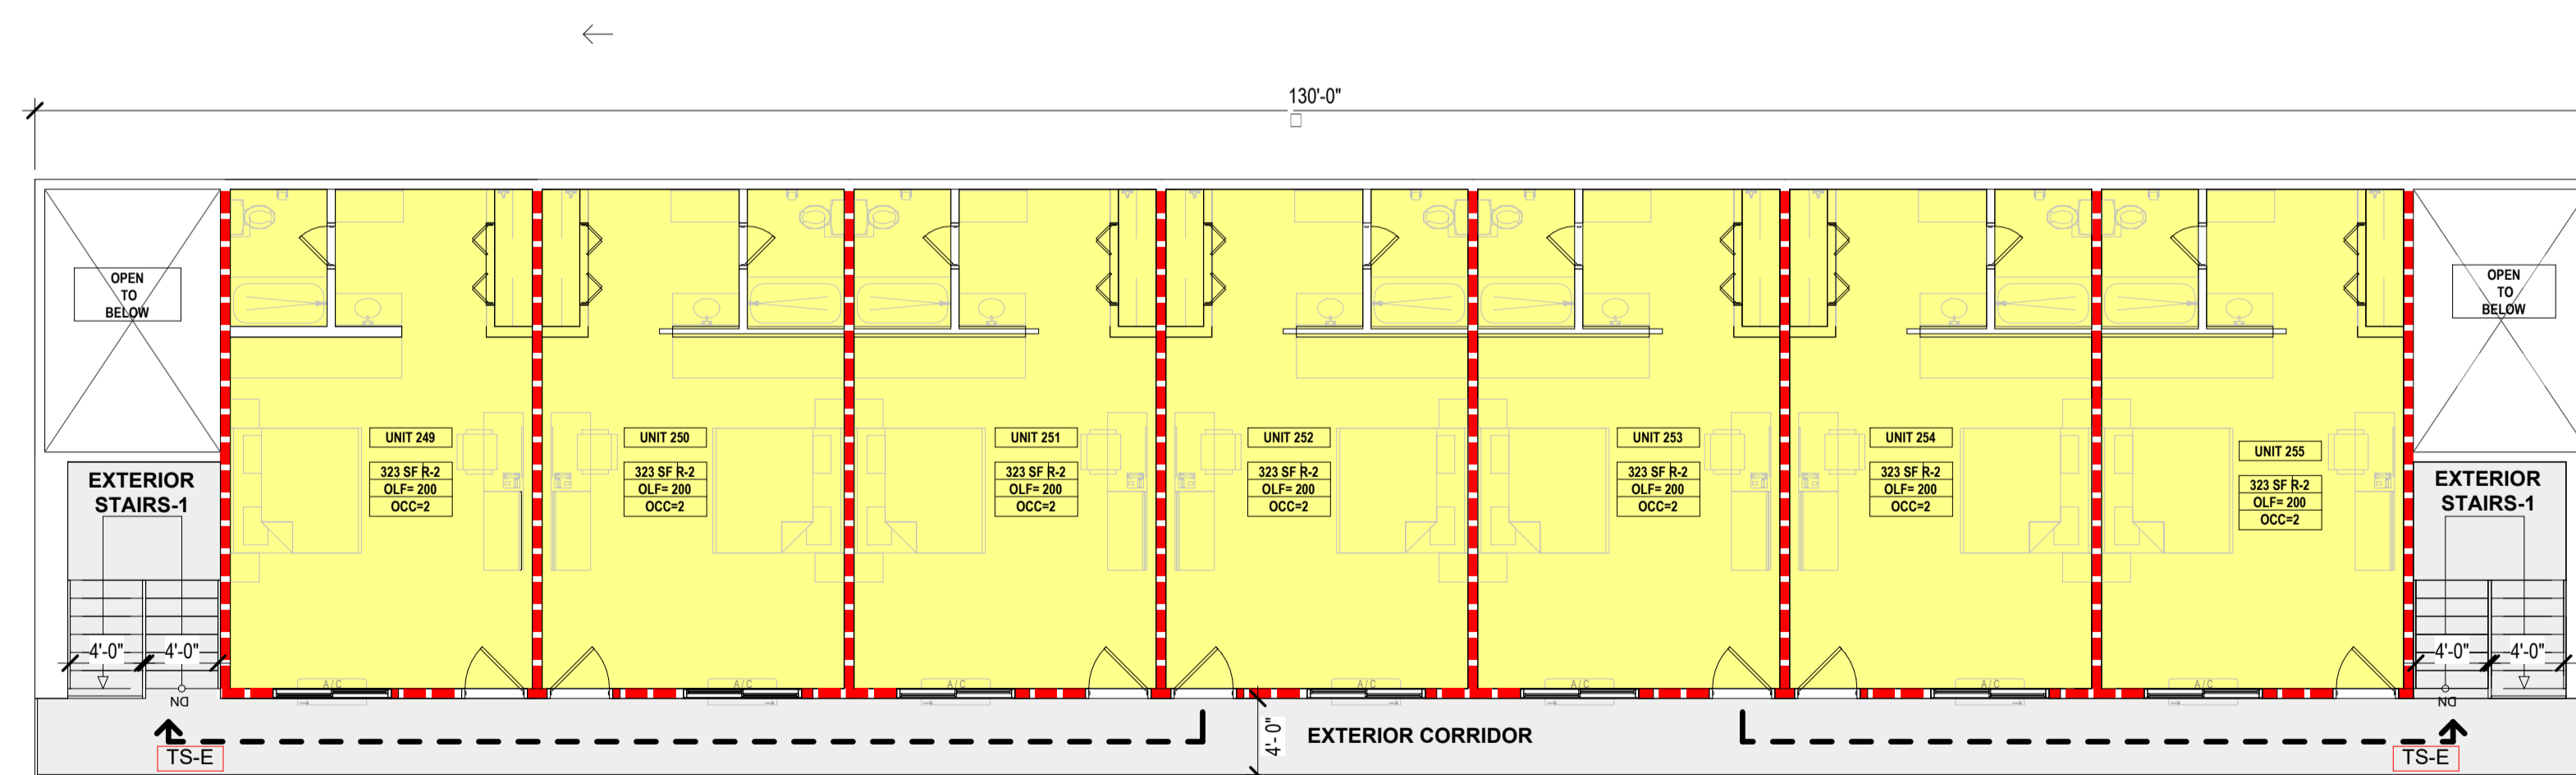 130'-0"
OPEN
TO
BELOW
OPEN
TO
BELOW
UNIT 249
323 SF R-2
OLF= 200
OCC=2
UNIT 250
323 SF R-2
OLF= 200
OCC=2
UNIT 251
323 SF R-2
OLF= 200
OCC=2
UNIT 252
323 SF R-2
OLF= 200
OCC=2
UNIT 253
323 SF R-2
OLF= 200
OCC=2
UNIT 254
323 SF R-2
OLF= 200
OCC=2
UNIT 255
323 SF R-2
OLF= 200
OCC=2
EXTERIOR
STAIRS-1
EXTERIOR
STAIRS-1
4'-0"
4'-0"
4'-0"
4'-0"
A/C
A/C
A/C
A/C
A/C
A/C
A/C
DN
DN
4'- 0"
EXTERIOR CORRIDOR
TS-E
TS-E